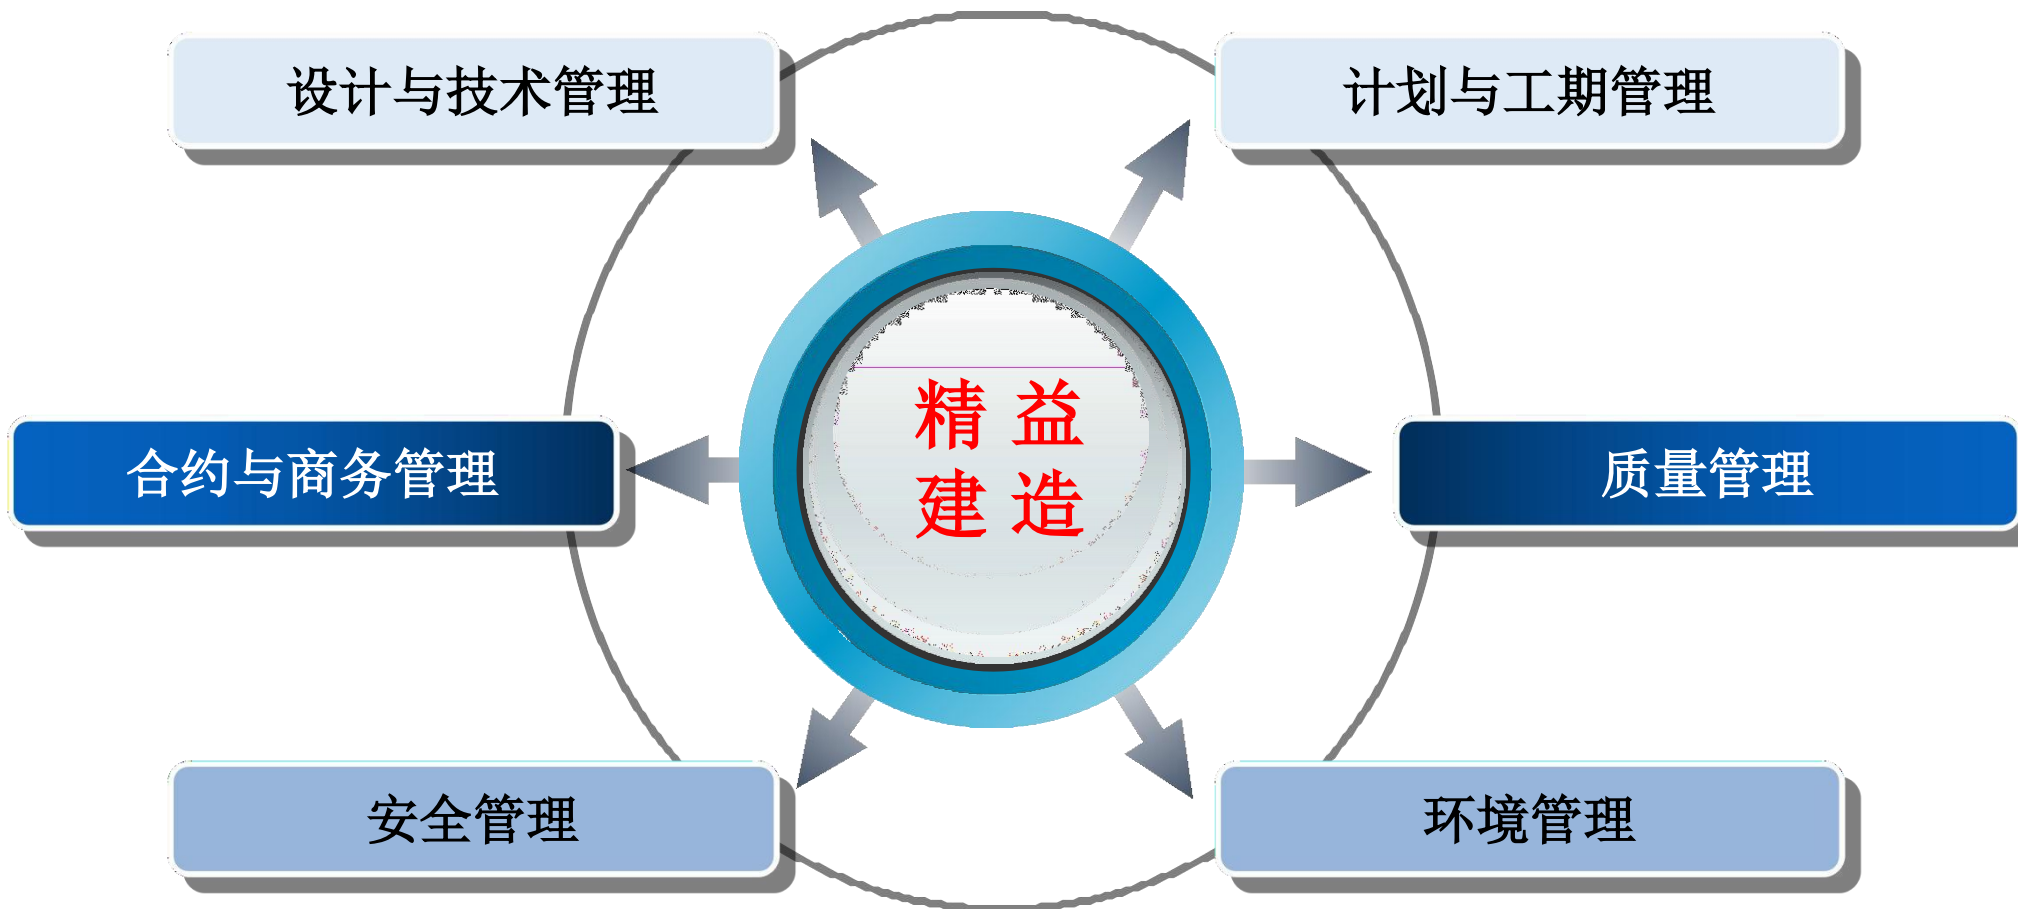 设计与技术管理
计划与工期管理
精益
建造
合约与商务管理
质量管理
安全管理
环境管理